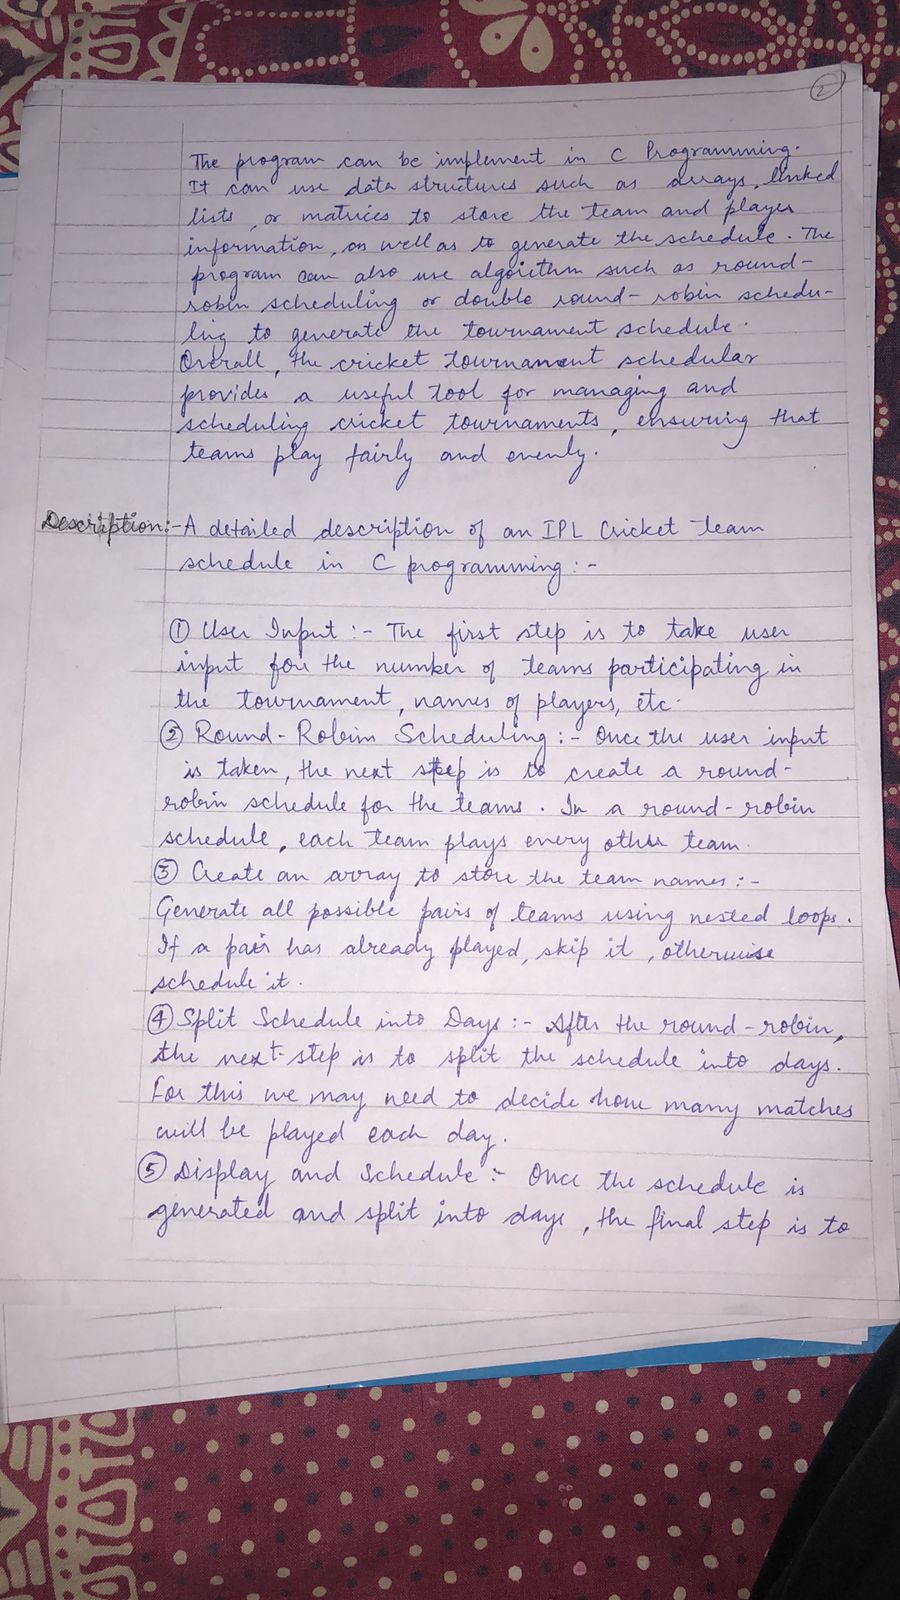 2
The program can be implement in C Programming.
It can use data structures such as arrays, linked
lists, or matrices to store the team and player
information, as well as to generate the schedule. The
program can also use algorithm such as round-
robin scheduling or double round-robin schedu-
ling to generate the tournament schedule.
Overall, the cricket tournament schedular
provides a useful tool for managing and
scheduling cricket tournaments, ensuring that
teams play fairly and evenly.
Description:- A detailed description of an IPL Cricket team
schedule in C programming:-
① User Input :- The first step is to take user
input for the number of teams participating in
the tournament, names of players, etc.
② Round-Robin Scheduling :- Once the user input
is taken, the next step is to create a round-
robin schedule for the teams. In a round-robin
schedule, each team plays every other team.
③ Create an array to store the team names :-
Generate all possible pairs of teams using nested loops.
If a pair has already played, skip it, otherwise
schedule it.
④ Split Schedule into Days :- After the round-robin,
the next step is to split the schedule into days.
For this we may need to decide how many matches
will be played each day.
⑤ Display and Schedule :- Once the schedule is
generated and split into days, the final step is to